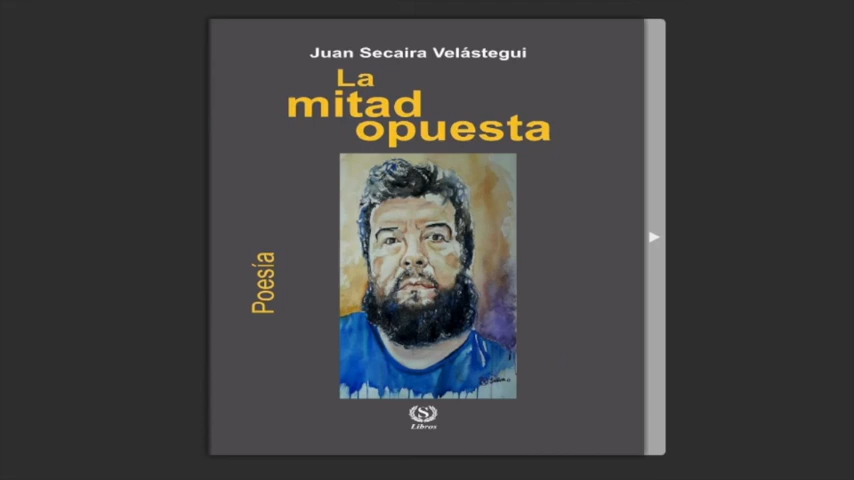 Juan Secaira Velástegui
La
mitad
opuesta
Poesía
S
Libros